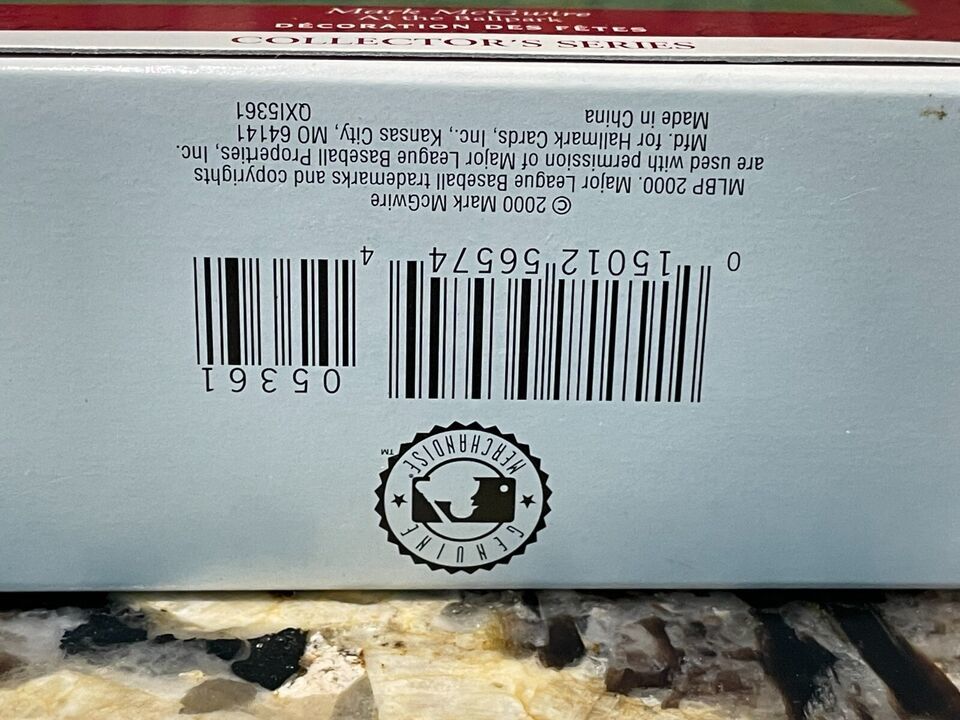 Mark McGwire
At the Ballpark
DÉCORATION DES FÊTES
COLLECTOR'S SERIES
GENUINE
MERCHANDISE®
™
05361
0 15012 56574 4
© 2000 Mark McGwire
MLBP 2000. Major League Baseball trademarks and copyrights
are used with permission of Major League Baseball Properties, Inc.
Mfd. for Hallmark Cards, Inc., Kansas City, MO 64141
Made in China QXI5361